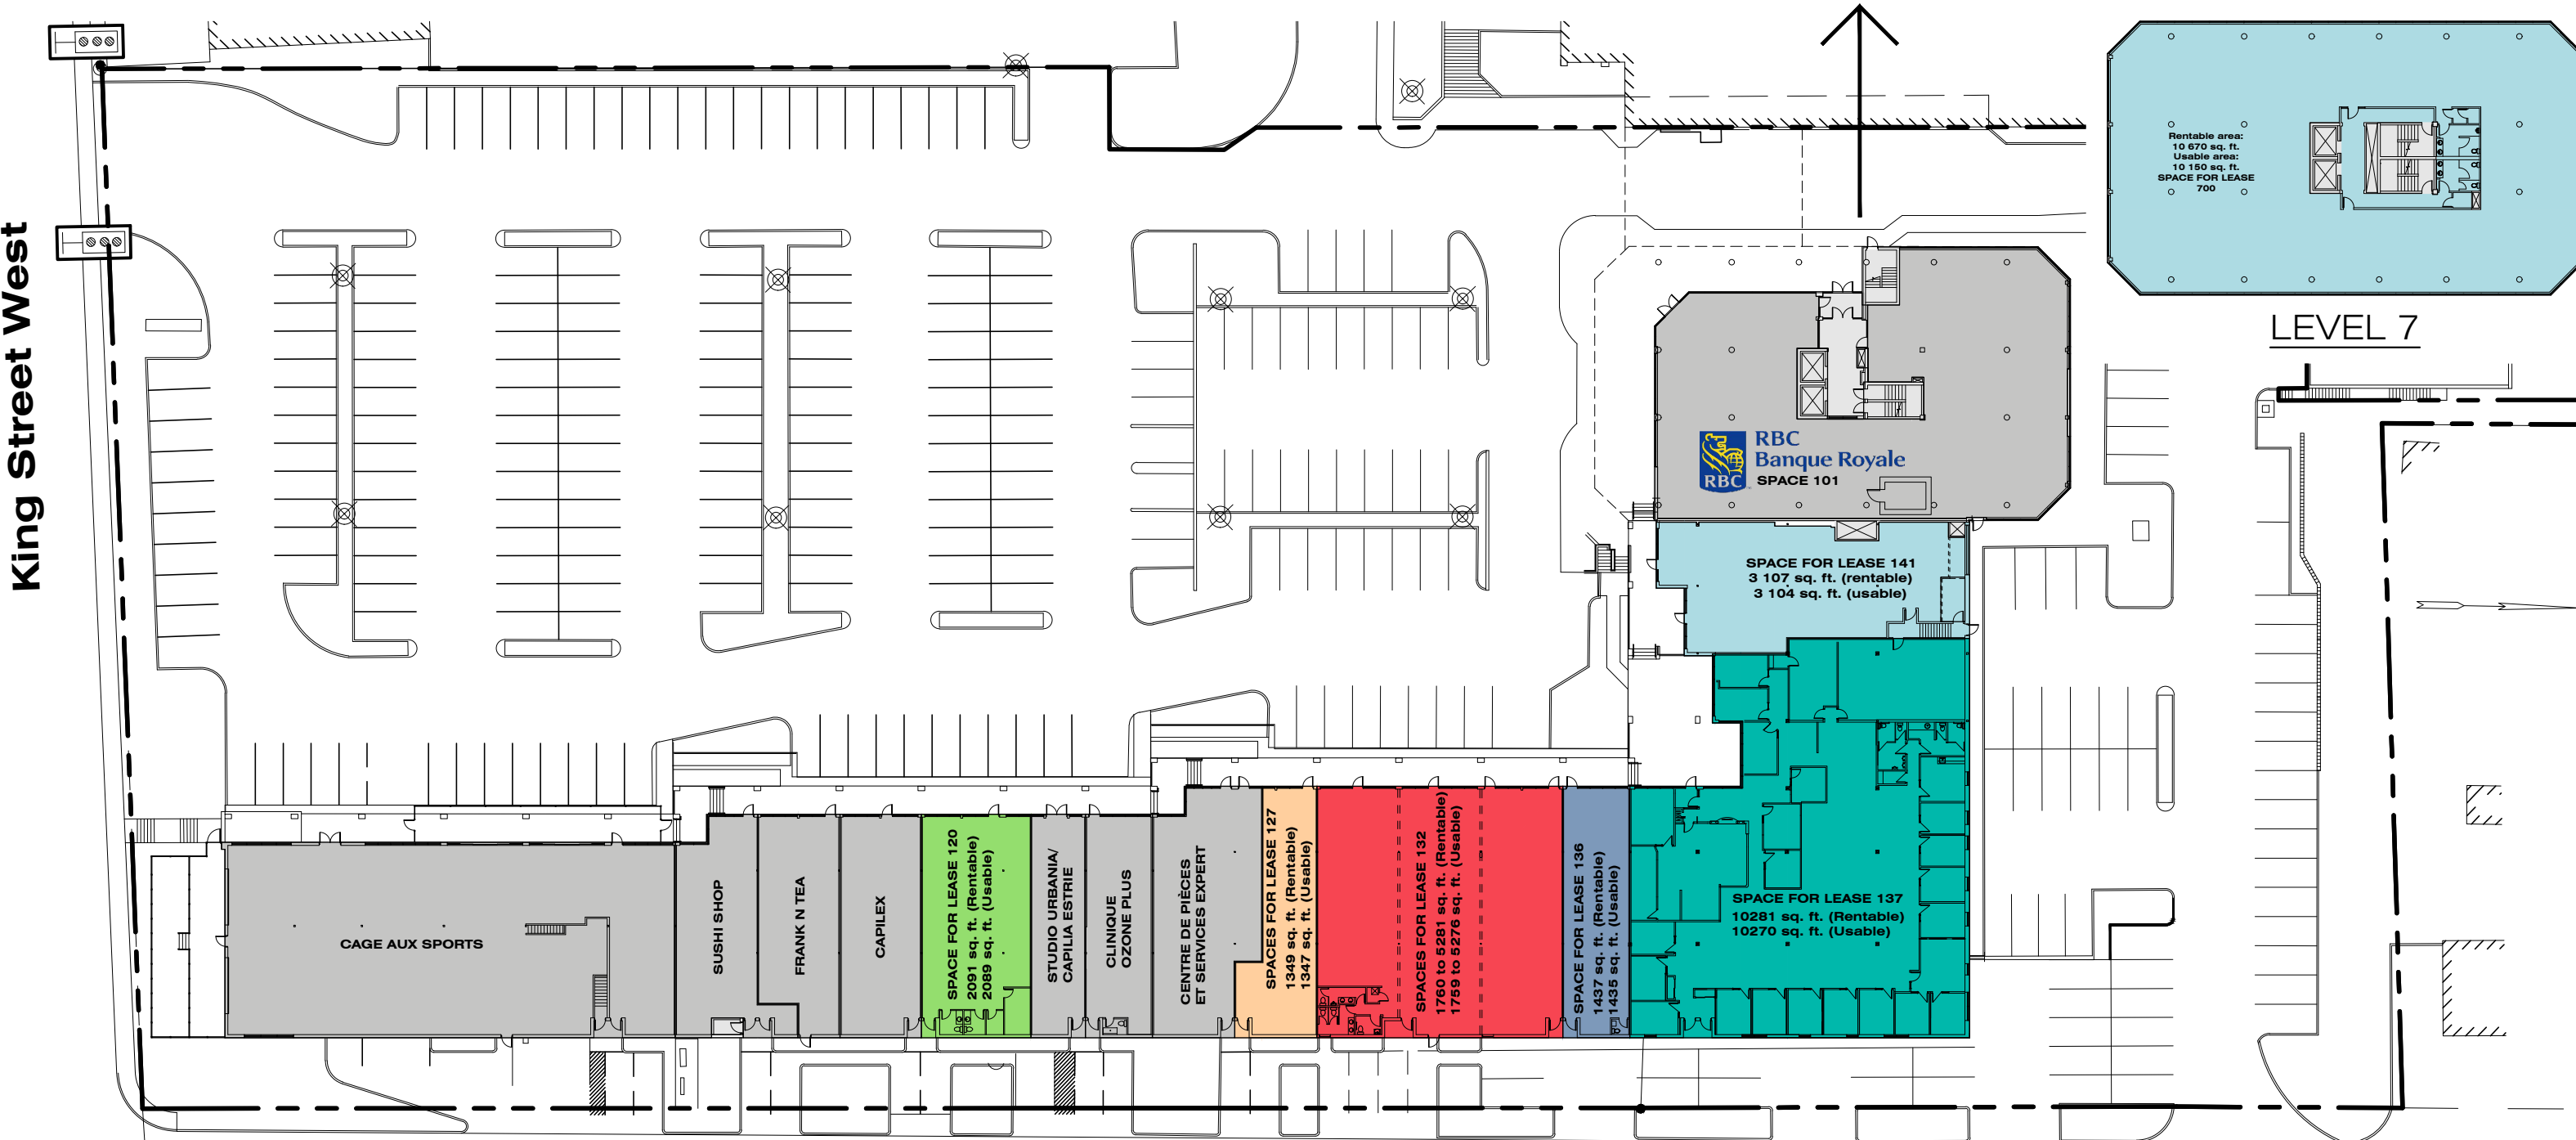 King Street West
Rentable area:
10 670 sq. ft.
Usable area:
10 150 sq. ft.
SPACE FOR LEASE
700
LEVEL 7
RBC
RBC
Banque Royale
SPACE 101
SPACE FOR LEASE 141
3 107 sq. ft. (rentable)
3 104 sq. ft. (usable)
CAGE AUX SPORTS
SUSHI SHOP
FRANK N TEA
CAPILEX
SPACE FOR LEASE 120
2091 sq. ft. (Rentable)
2089 sq. ft. (Usable)
STUDIO URBANIA/
CAPILIA ESTRIE
CLINIQUE
OZONE PLUS
CENTRE DE PIÈCES
ET SERVICES EXPERT
SPACES FOR LEASE 127
1349 sq. ft. (Rentable)
1347 sq. ft. (Usable)
SPACES FOR LEASE 132
1760 to 5281 sq. ft. (Rentable)
1759 to 5276 sq. ft. (Usable)
SPACE FOR LEASE 136
1437 sq. ft. (Rentable)
1435 sq. ft. (Usable)
SPACE FOR LEASE 137
10281 sq. ft. (Rentable)
10270 sq. ft. (Usable)